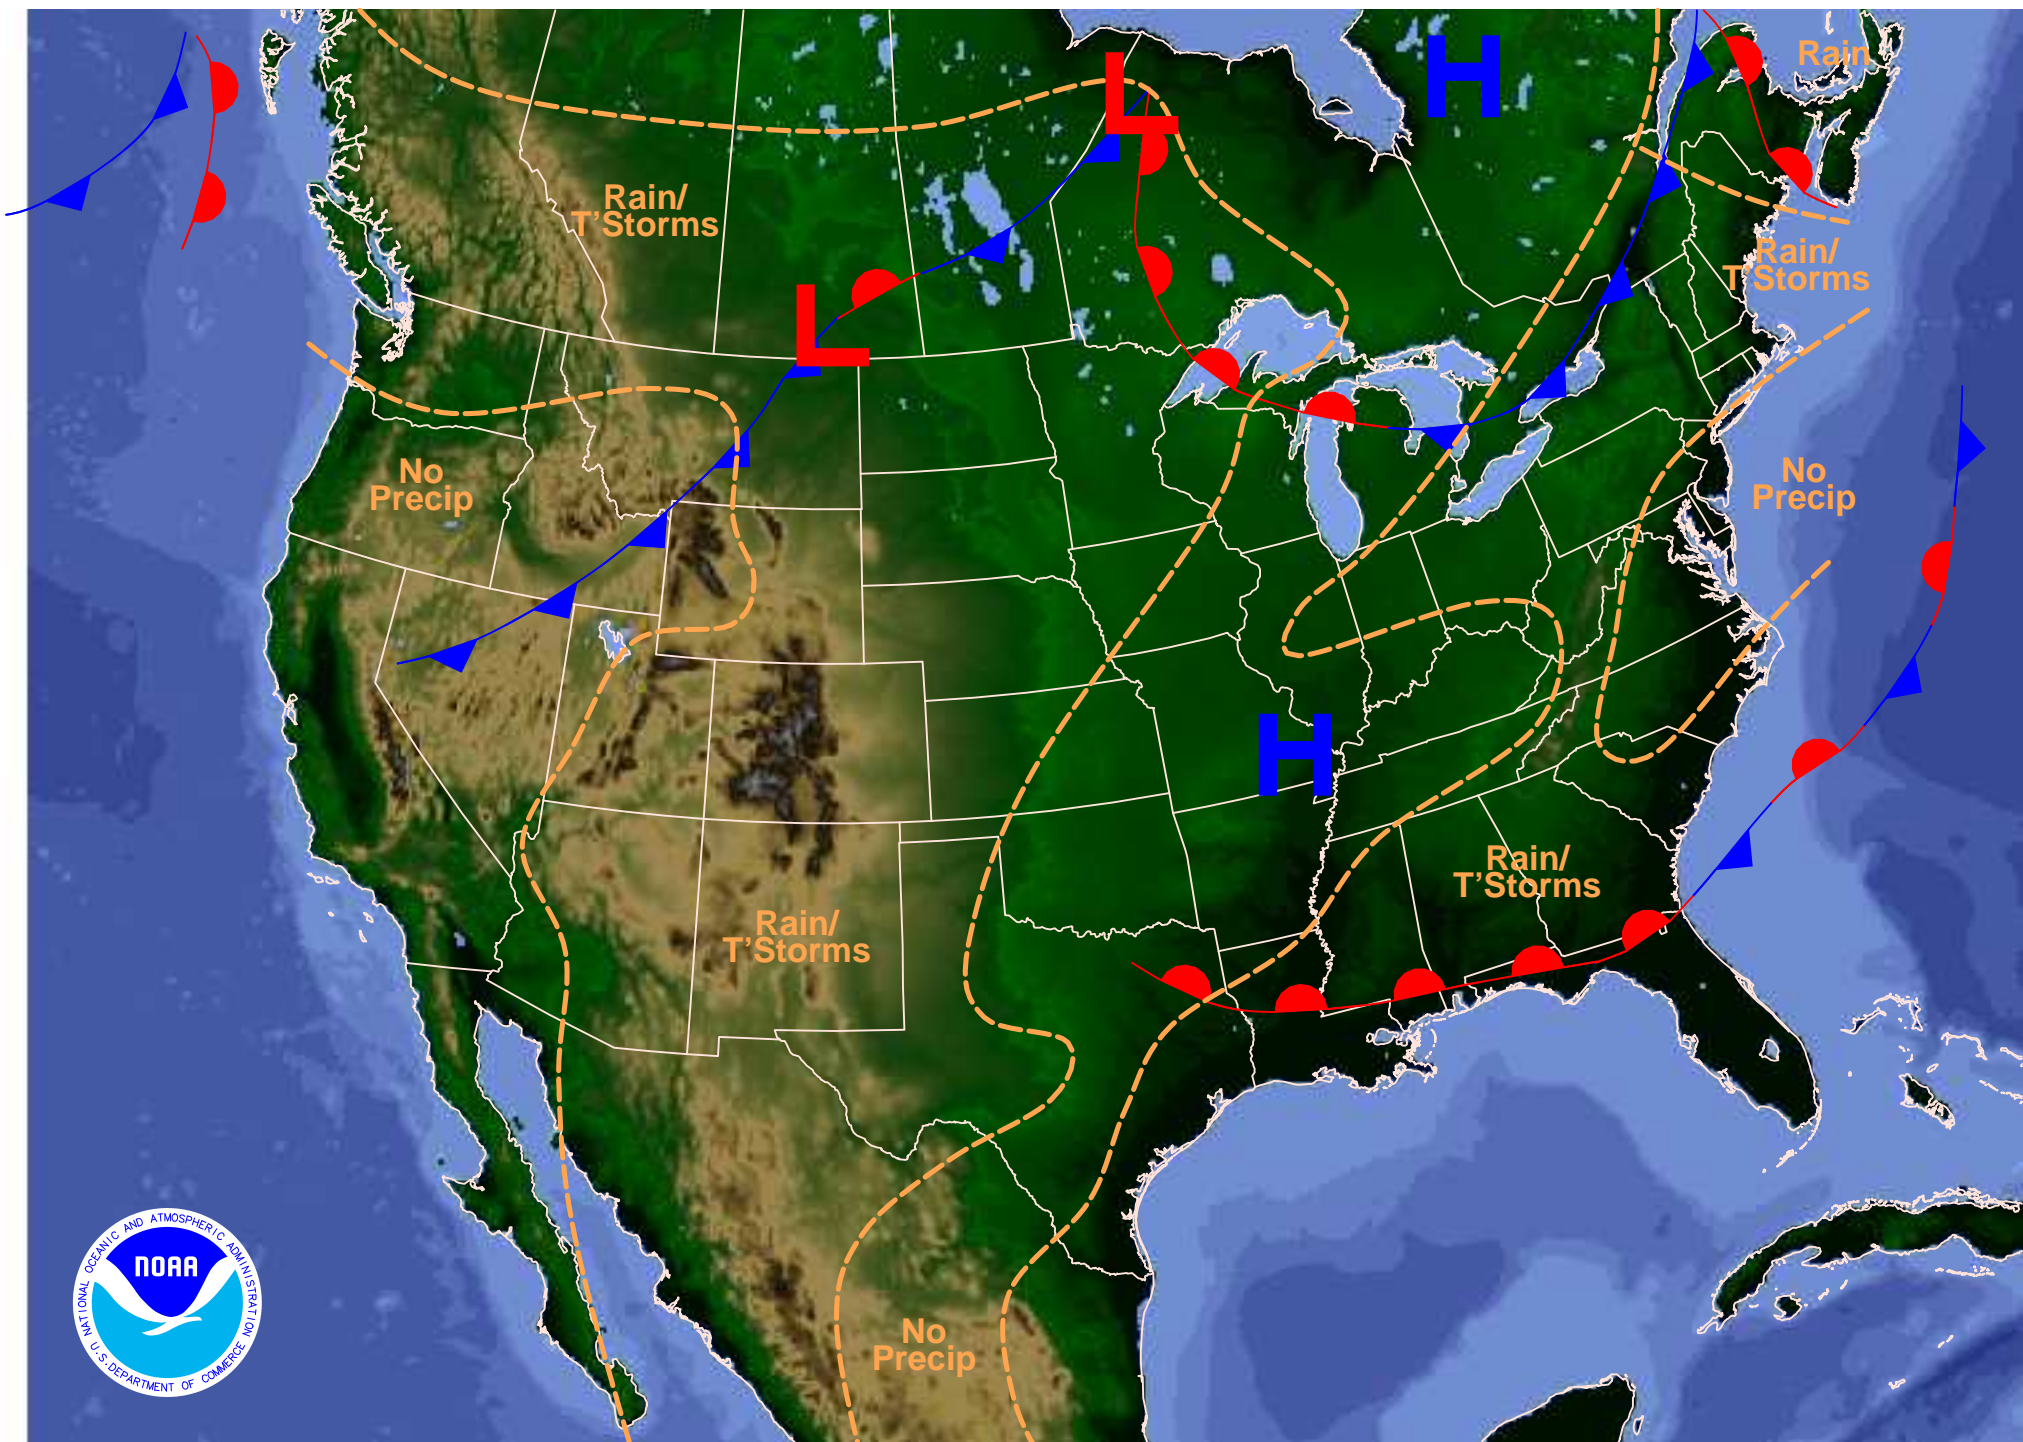 H
L
Rain
Rain/
T'Storms
Rain/
T'Storms
L
No
Precip
No
Precip
H
Rain/
T'Storms
Rain/
T'Storms
No
Precip
NATIONAL OCEANIC AND ATMOSPHERIC ADMINISTRATION
NOAA
U.S. DEPARTMENT OF COMMERCE